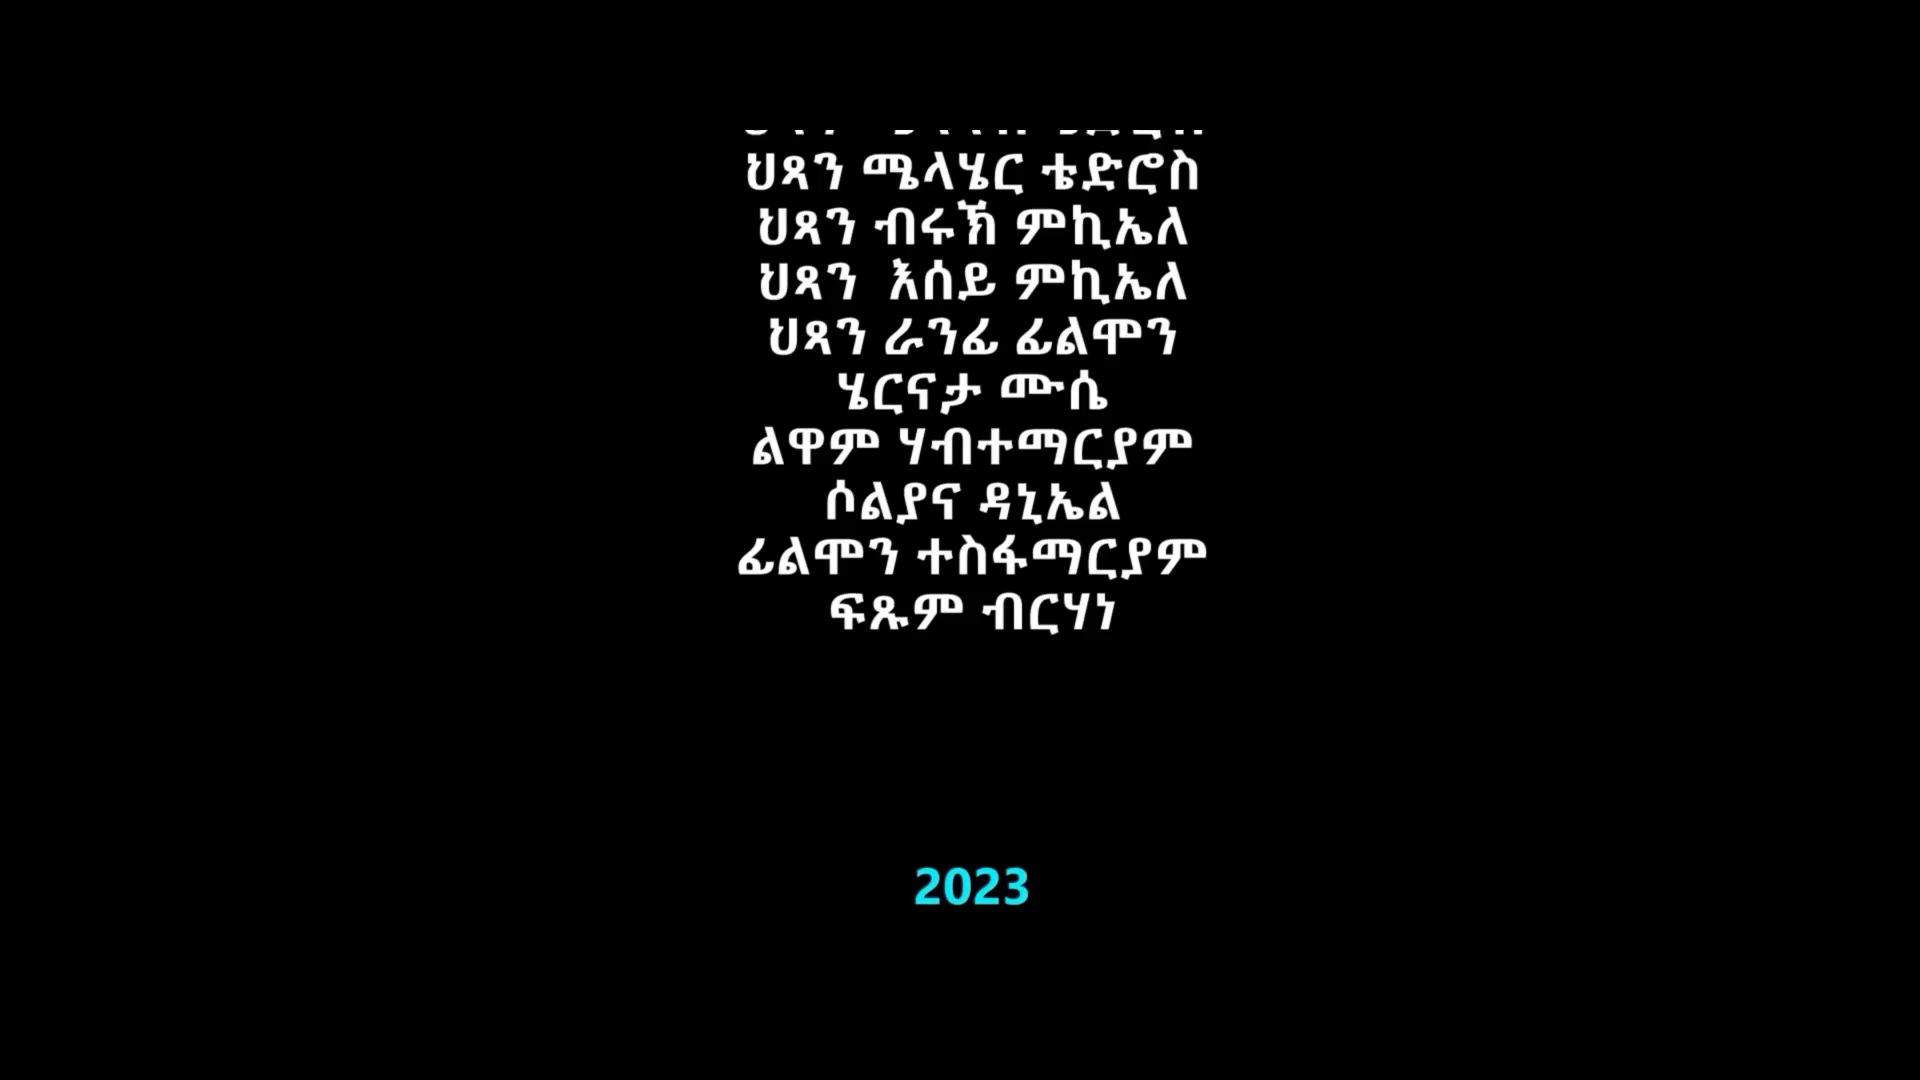 ህጻን ሜላሄር ቴድሮስ
ህጻን ብሩኽ ምኪኤለ
ህጻን እሰይ ምኪኤለ
ህጻን ራንፊ ፊልሞን
ሄርናታ ሙሴ
ልዋም ሃብተማርያም
ሶልያና ዳኒኤል
ፊልሞን ተስፋማርያም
ፍጹም ብርሃነ
2023